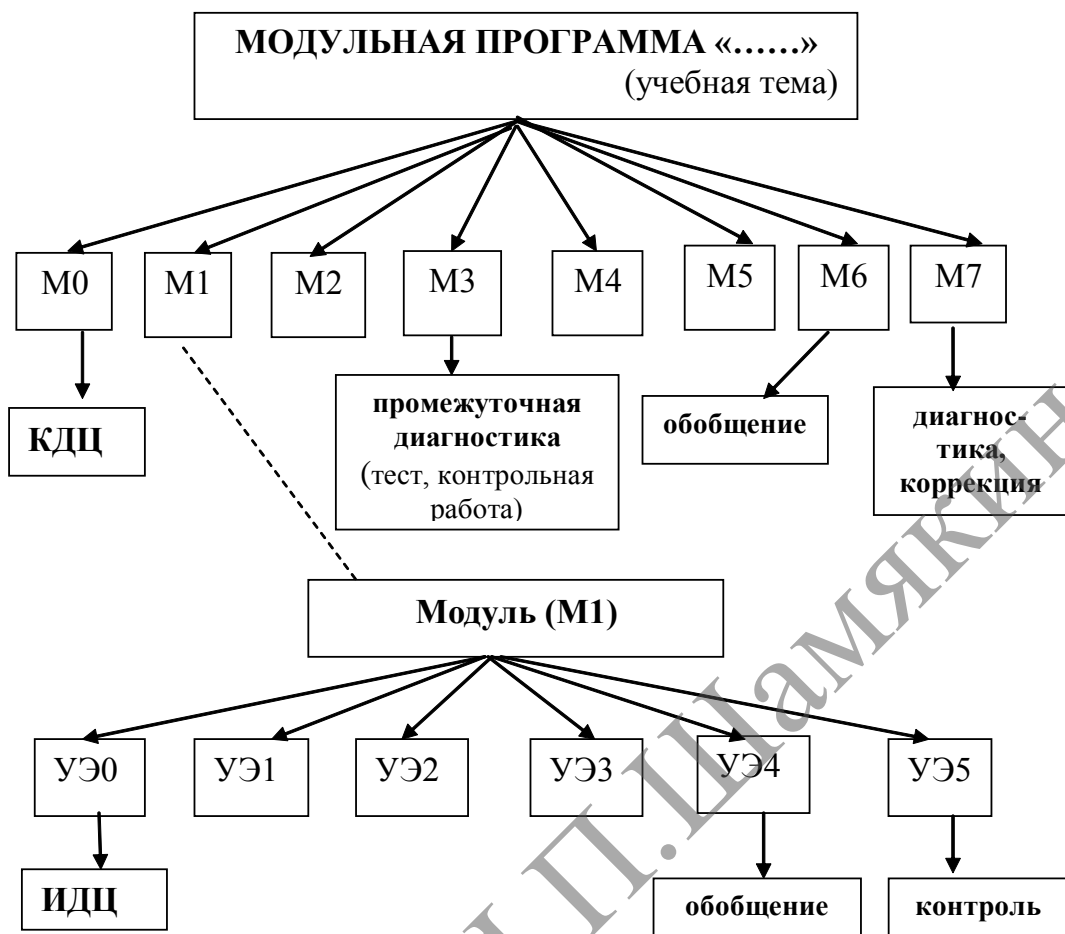 МОДУЛЬНАЯ ПРОГРАММА «……»
(учебная тема)
М0
М1
М2
М3
М4
М5
М6
М7
КДЦ
промежуточная
диагностика
(тест, контрольная
работа)
обобщение
диагнос-
тика,
коррекция
Модуль (М1)
УЭ0
УЭ1
УЭ2
УЭ3
УЭ4
УЭ5
ИДЦ
обобщение
контроль
П.Шамякин